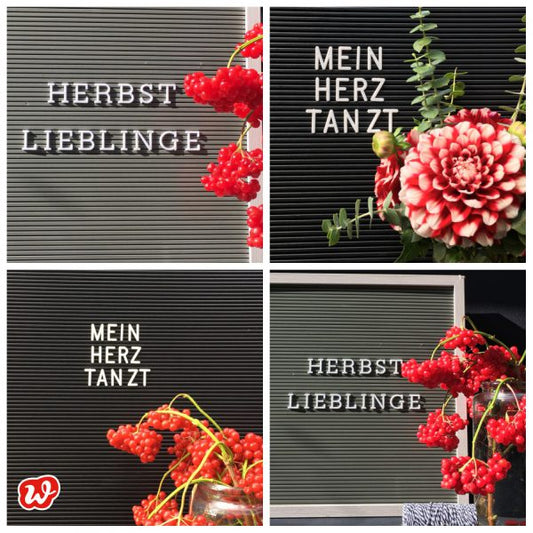 HERBST
LIEBLINGE
MEIN
HERZ
TANZT
MEIN
HERZ
TANZT
HERBST
LIEBLINGE
w